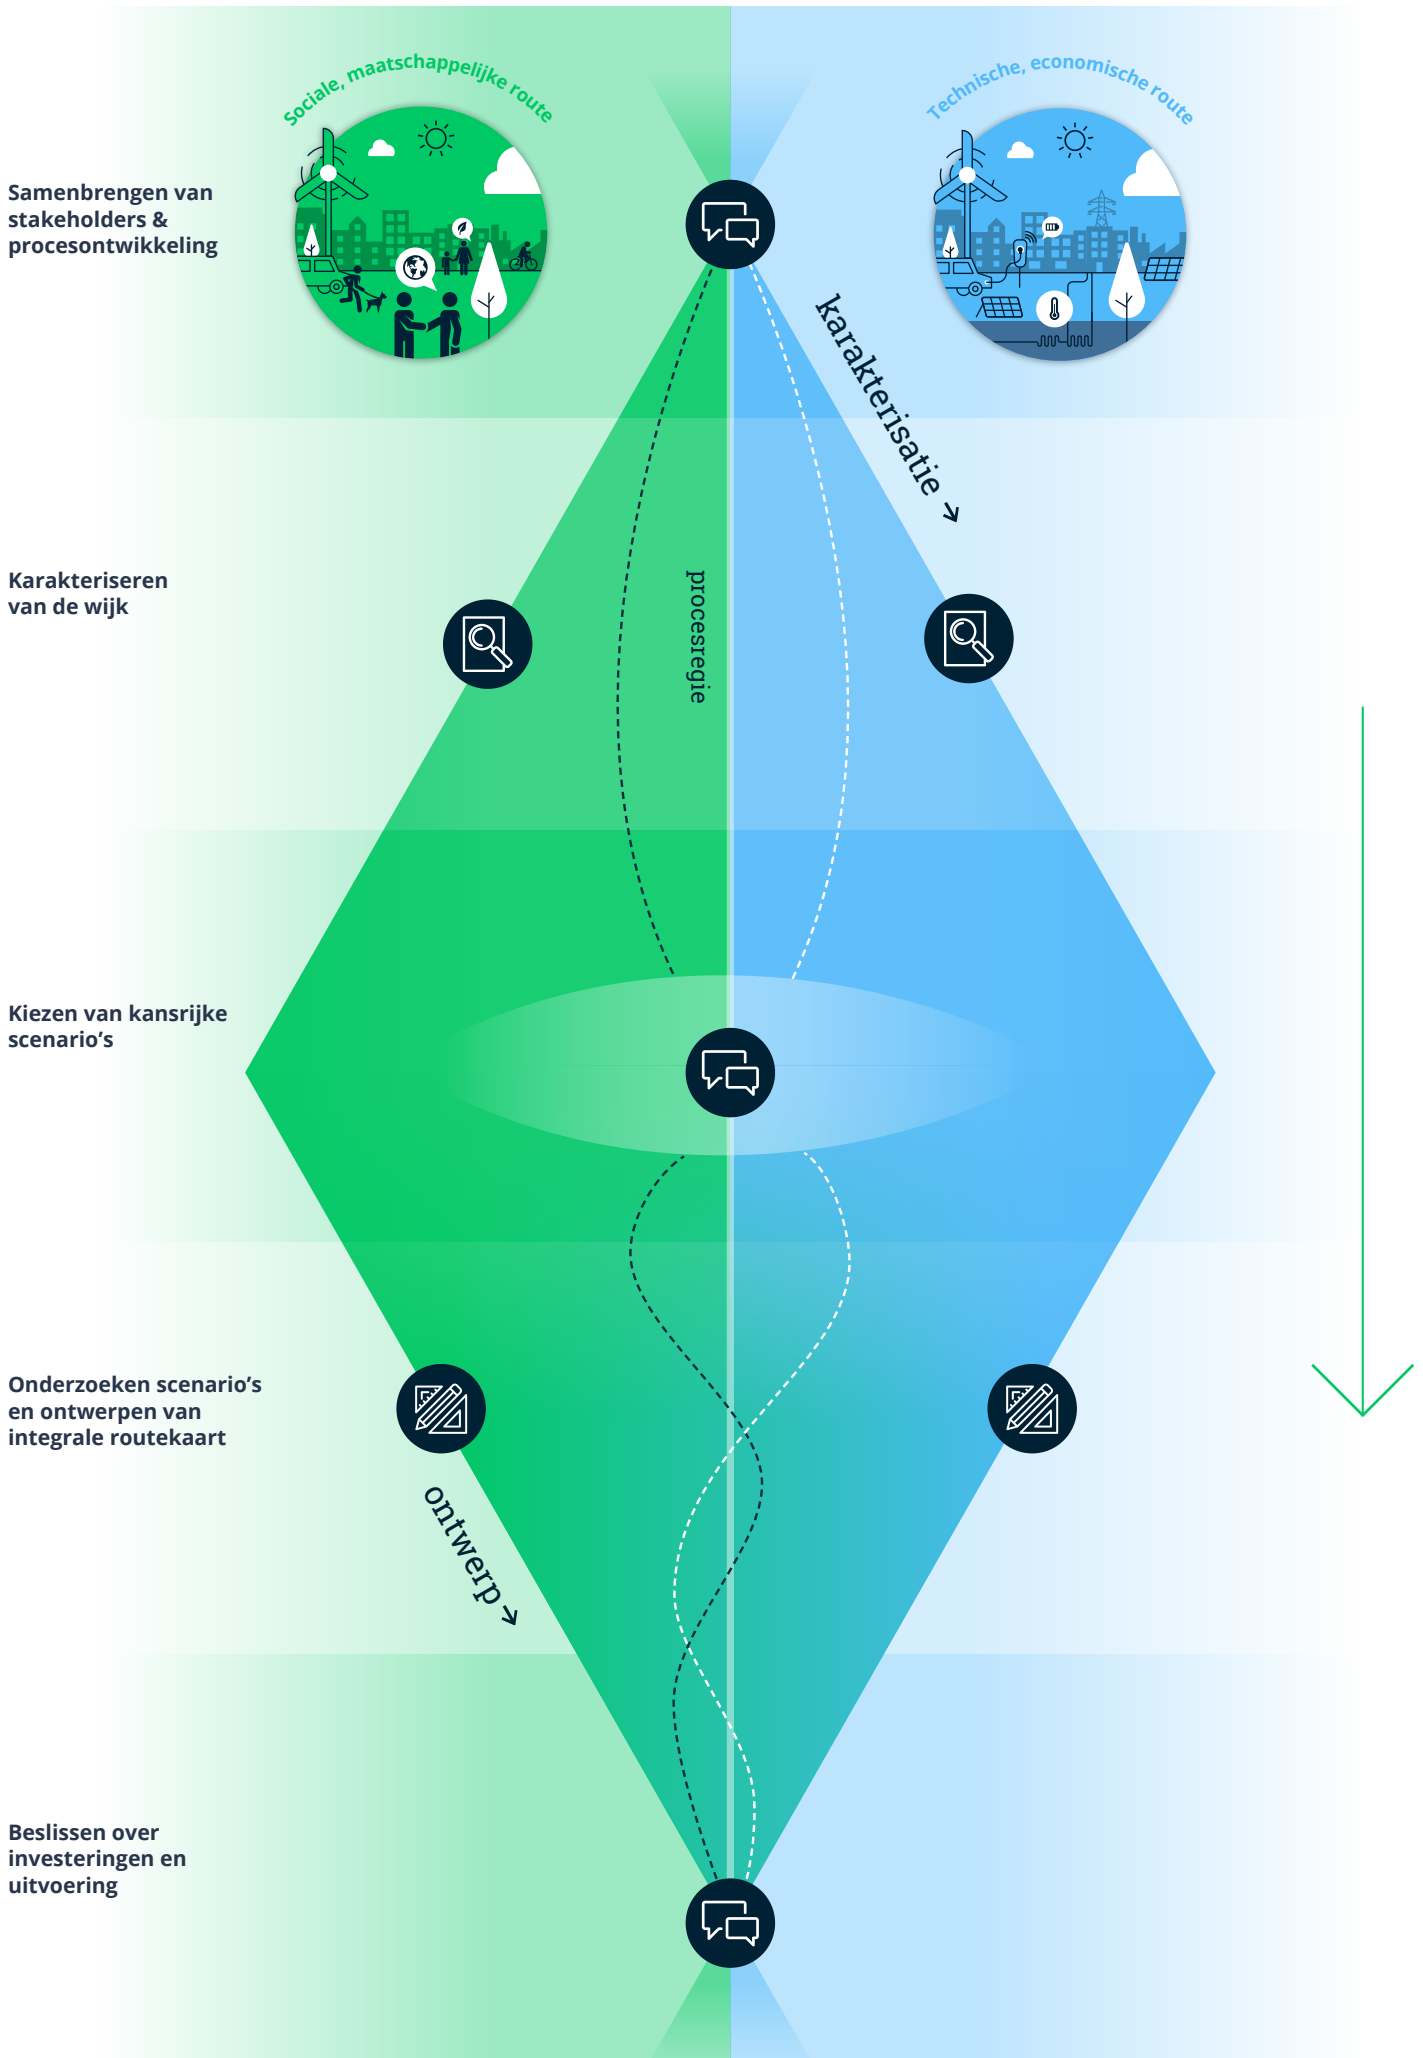 Sociale, maatschappelijke route
Technische, economische route
Samenbrengen van
stakeholders &
procesontwikkeling
karakterisatie →
Karakteriseren
van de wijk
procesregie
Kiezen van kansrijke
scenario’s
Onderzoeken scenario’s
en ontwerpen van
integrale routekaart
ontwerp →
Beslissen over
investeringen en
uitvoering